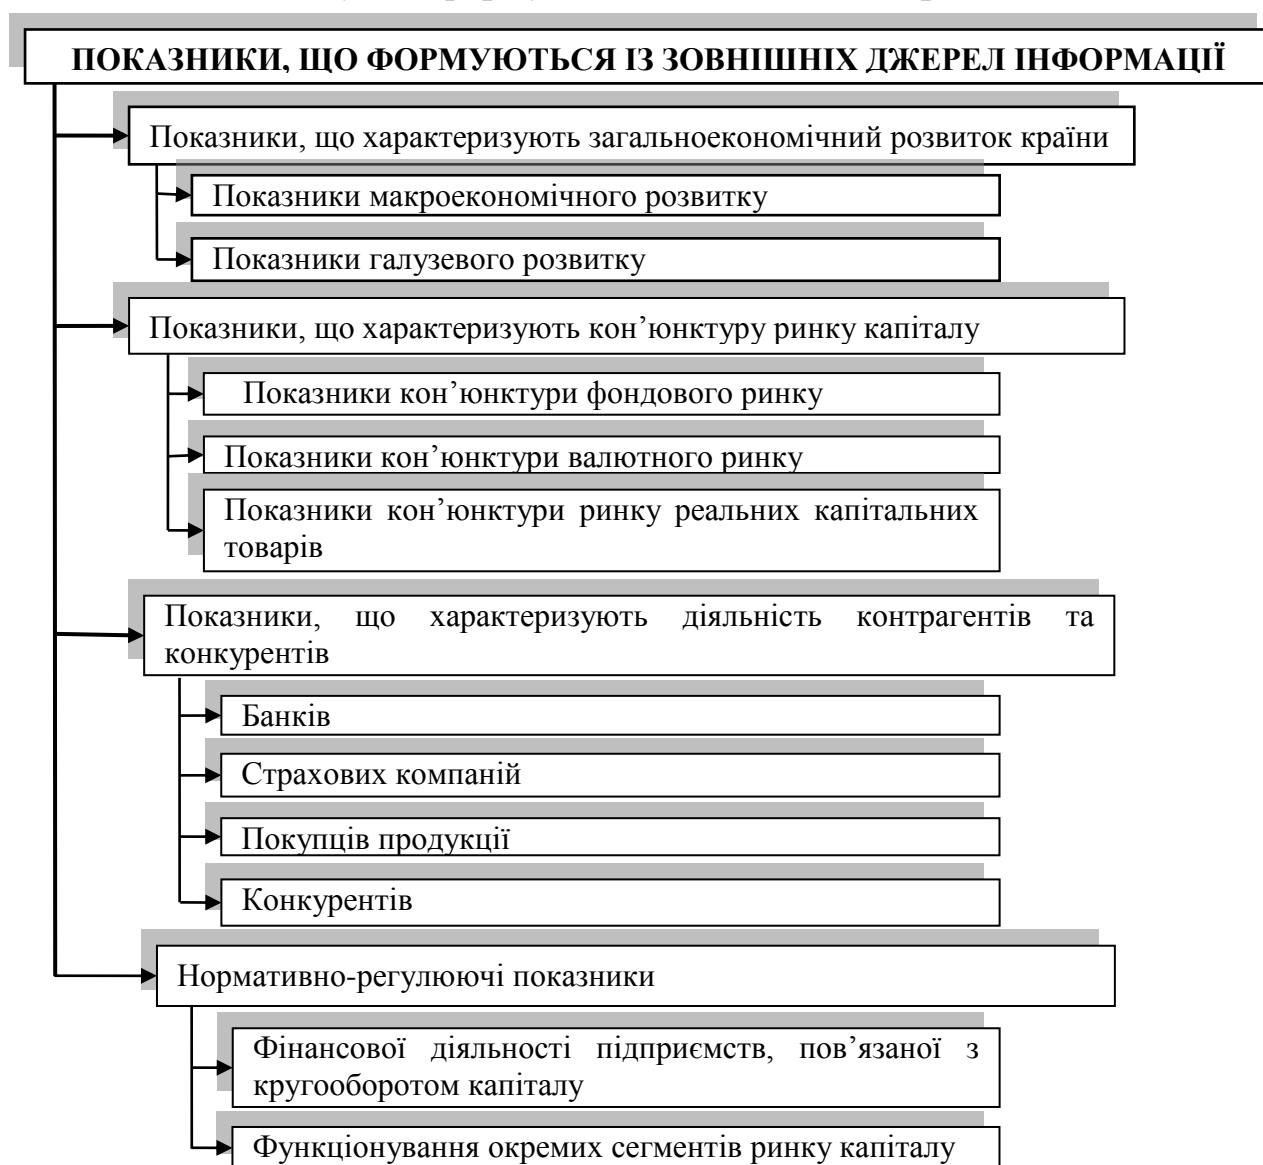 ПОКАЗНИКИ, ЩО ФОРМУЮТЬСЯ ІЗ ЗОВНІШНІХ ДЖЕРЕЛ ІНФОРМАЦІЇ
Показники, що характеризують загальноекономічний розвиток країни
Показники макроекономічного розвитку
Показники галузевого розвитку
Показники, що характеризують кон’юнктуру ринку капіталу
Показники кон’юнктури фондового ринку
Показники кон’юнктури валютного ринку
Показники кон’юнктури ринку реальних капітальних
товарів
Показники, що характеризують діяльність контрагентів та
конкурентів
Банків
Страхових компаній
Покупців продукції
Конкурентів
Нормативно-регулюючі показники
Фінансової діяльності підприємств, пов’язаної з
кругооборотом капіталу
Функціонування окремих сегментів ринку капіталу